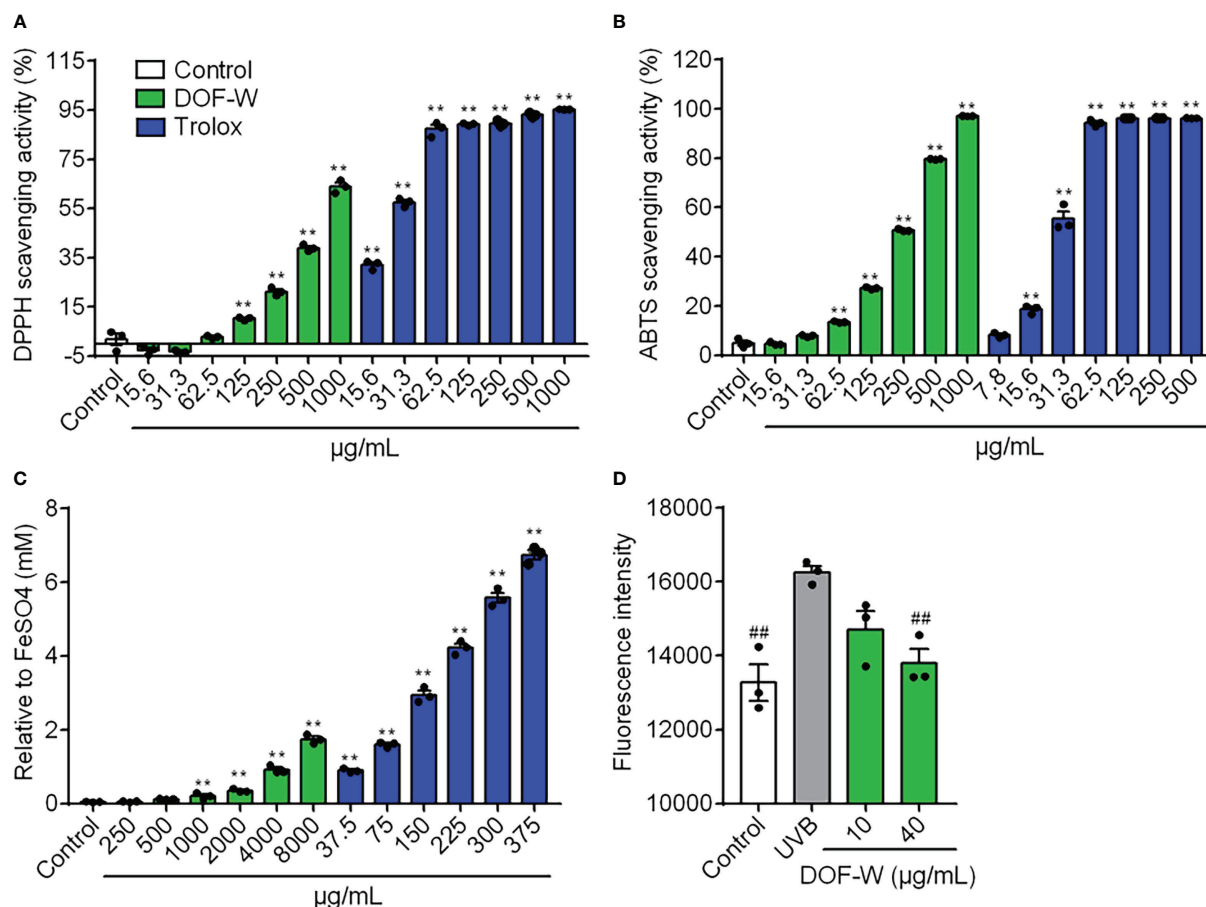 A
DPPH scavenging activity (%)
115
95
75
55
35
15
-5
Control
DOF-W
Trolox
** ** ** ** ** ** ** ** ** ** **
Control 15.6 31.3 62.5 125 250 500 1000 15.6 31.3 62.5 125 250 500 1000
µg/mL
B
ABTS scavenging activity (%)
120
100
80
60
40
20
0
** ** ** ** ** ** ** ** ** ** **
Control 15.6 31.3 62.5 125 250 500 1000 7.8 15.6 31.3 62.5 125 250 500
µg/mL
C
Relative to FeSO4 (mM)
8
6
4
2
0
** ** ** ** ** ** ** ** ** **
Control 250 500 1000 2000 4000 8000 37.5 75 150 225 300 375
µg/mL
D
Fluorescence intensity
18000
16000
14000
12000
10000
## ##
Control UVB 10 40
DOF-W (µg/mL)